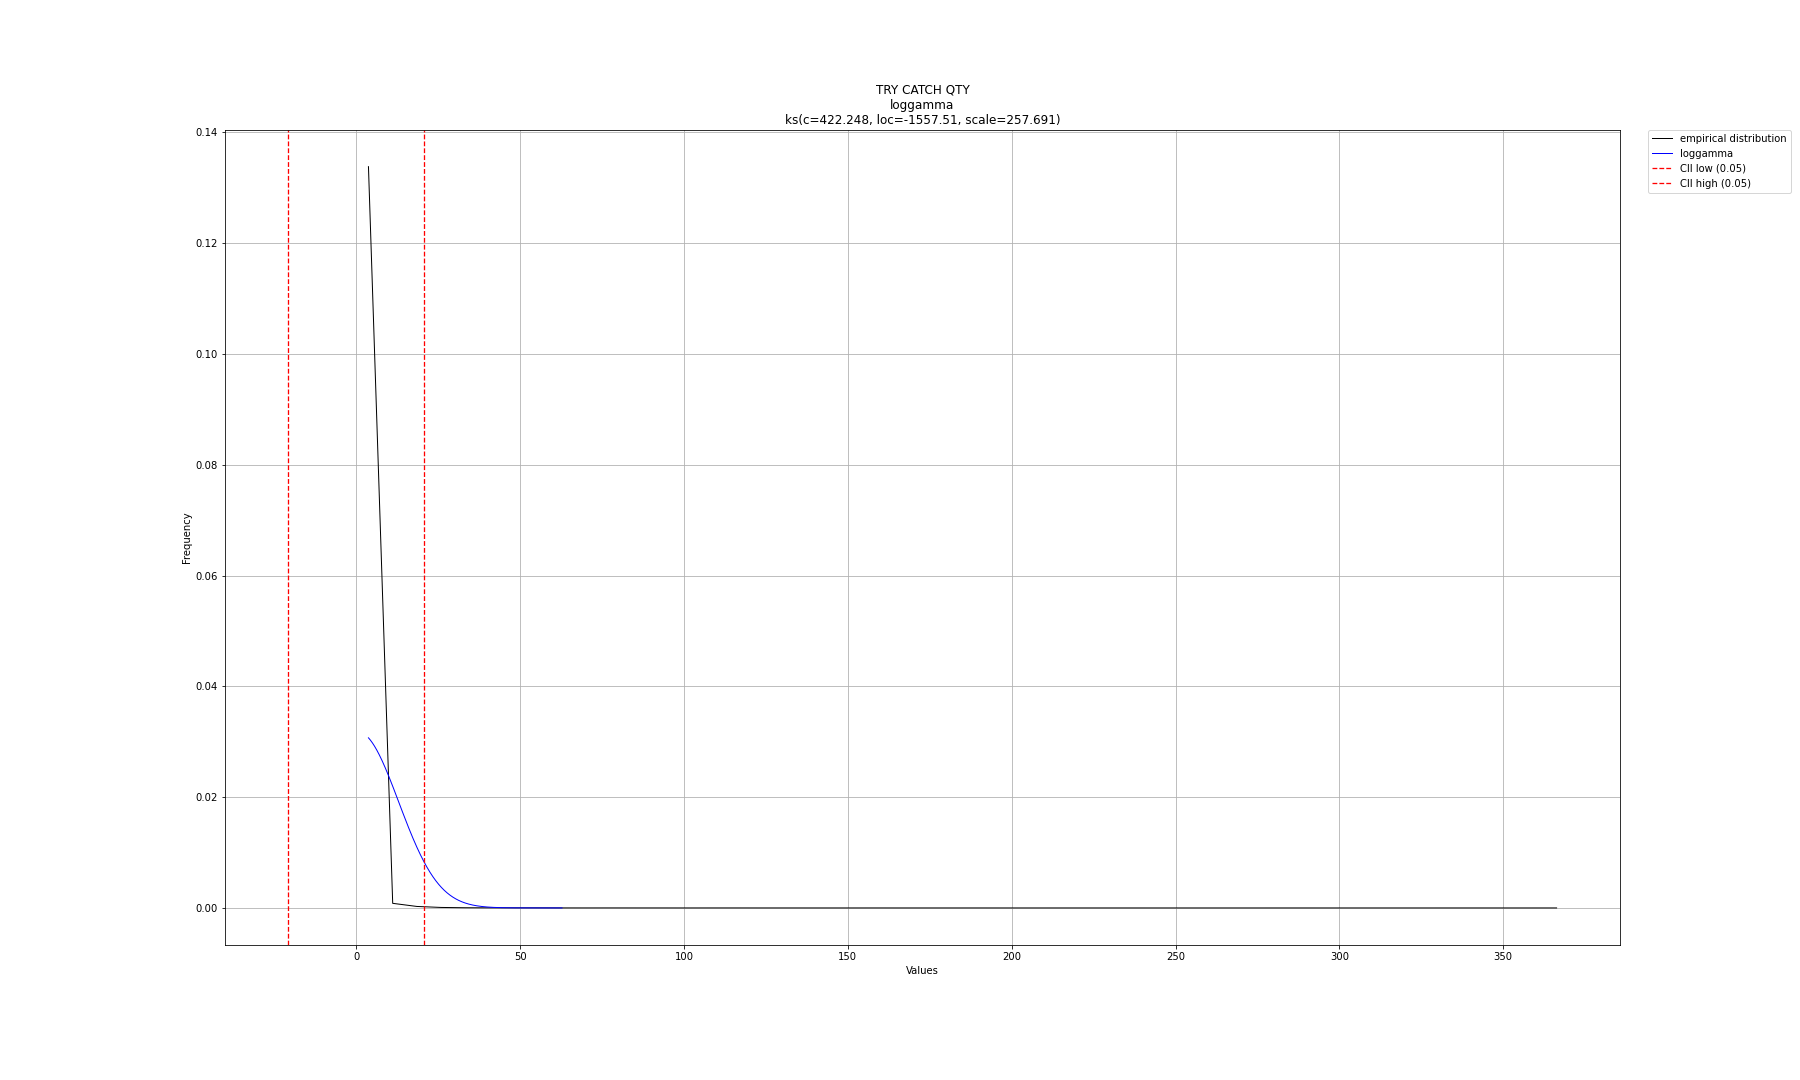 TRY CATCH QTY
loggamma
ks(c=422.248, loc=-1557.51, scale=257.691)
empirical distribution
loggamma
CII low (0.05)
CII high (0.05)
0.14
0.12
0.10
0.08
0.06
0.04
0.02
0.00
Frequency
0 50 100 150 200 250 300 350
Values